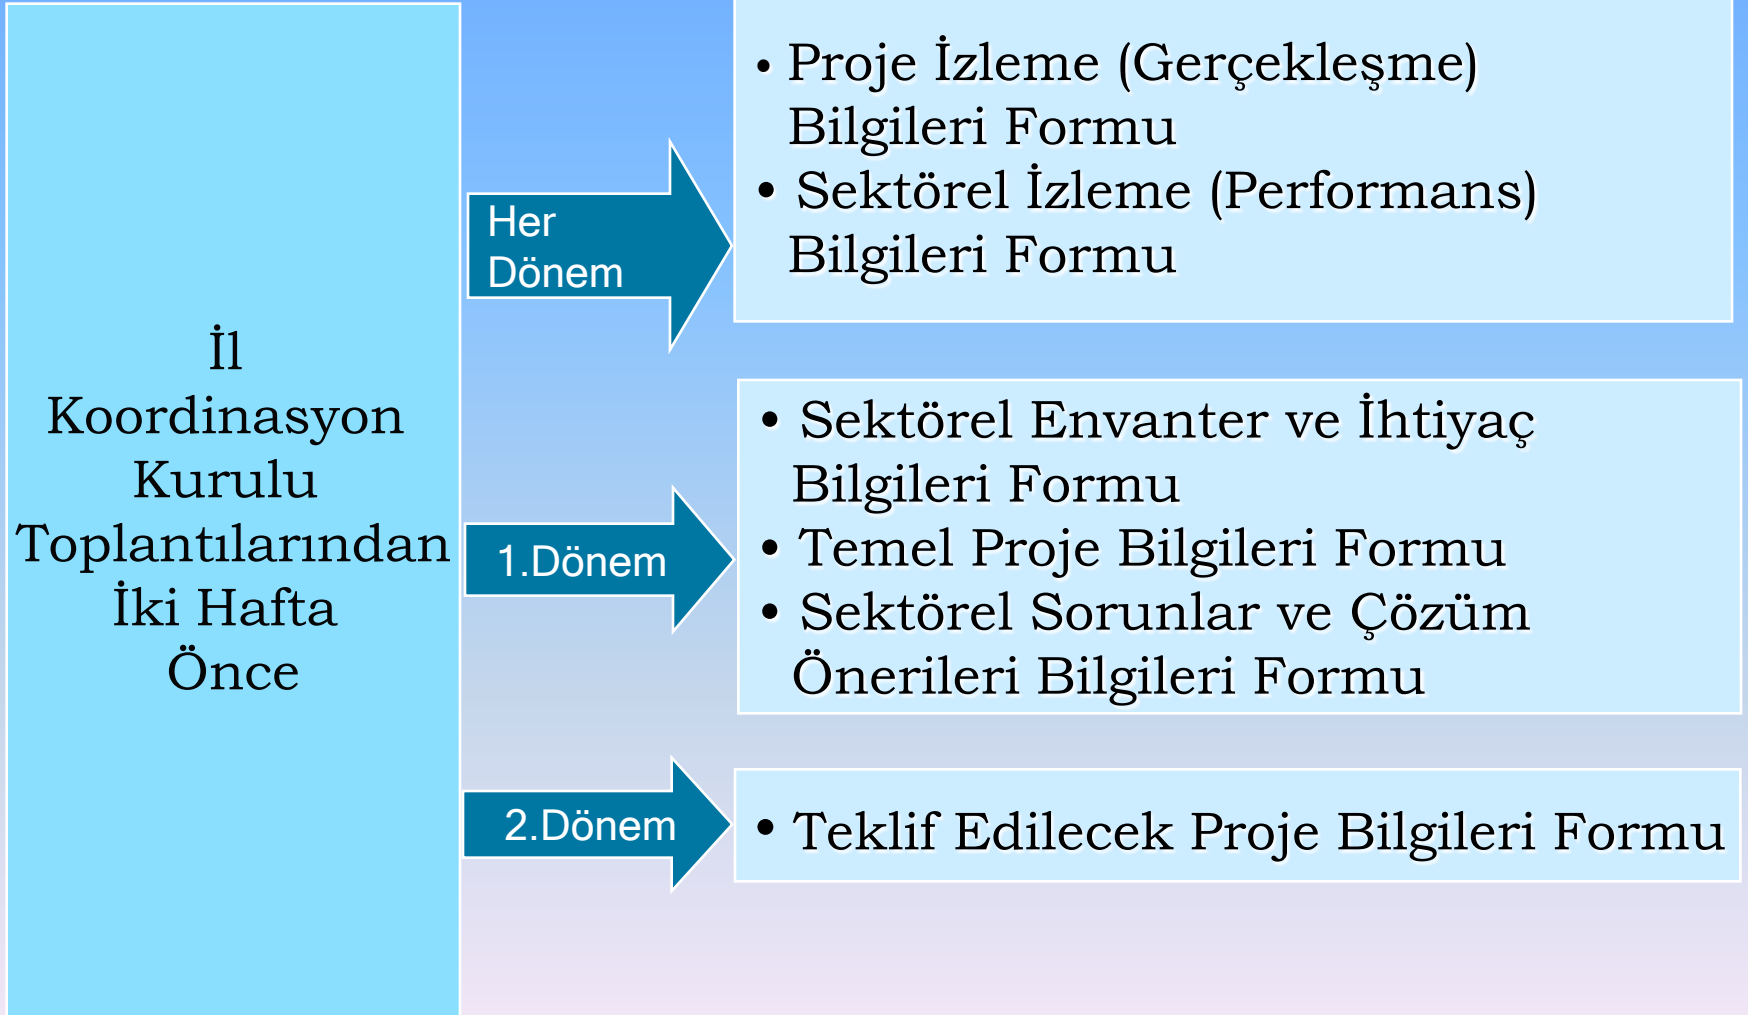 İl
Koordinasyon
Kurulu
Toplantılarından
İki Hafta
Önce
Her
Dönem
• Proje İzleme (Gerçekleşme)
Bilgileri Formu
• Sektörel İzleme (Performans)
Bilgileri Formu
1.Dönem
• Sektörel Envanter ve İhtiyaç
Bilgileri Formu
• Temel Proje Bilgileri Formu
• Sektörel Sorunlar ve Çözüm
Önerileri Bilgileri Formu
2.Dönem
• Teklif Edilecek Proje Bilgileri Formu